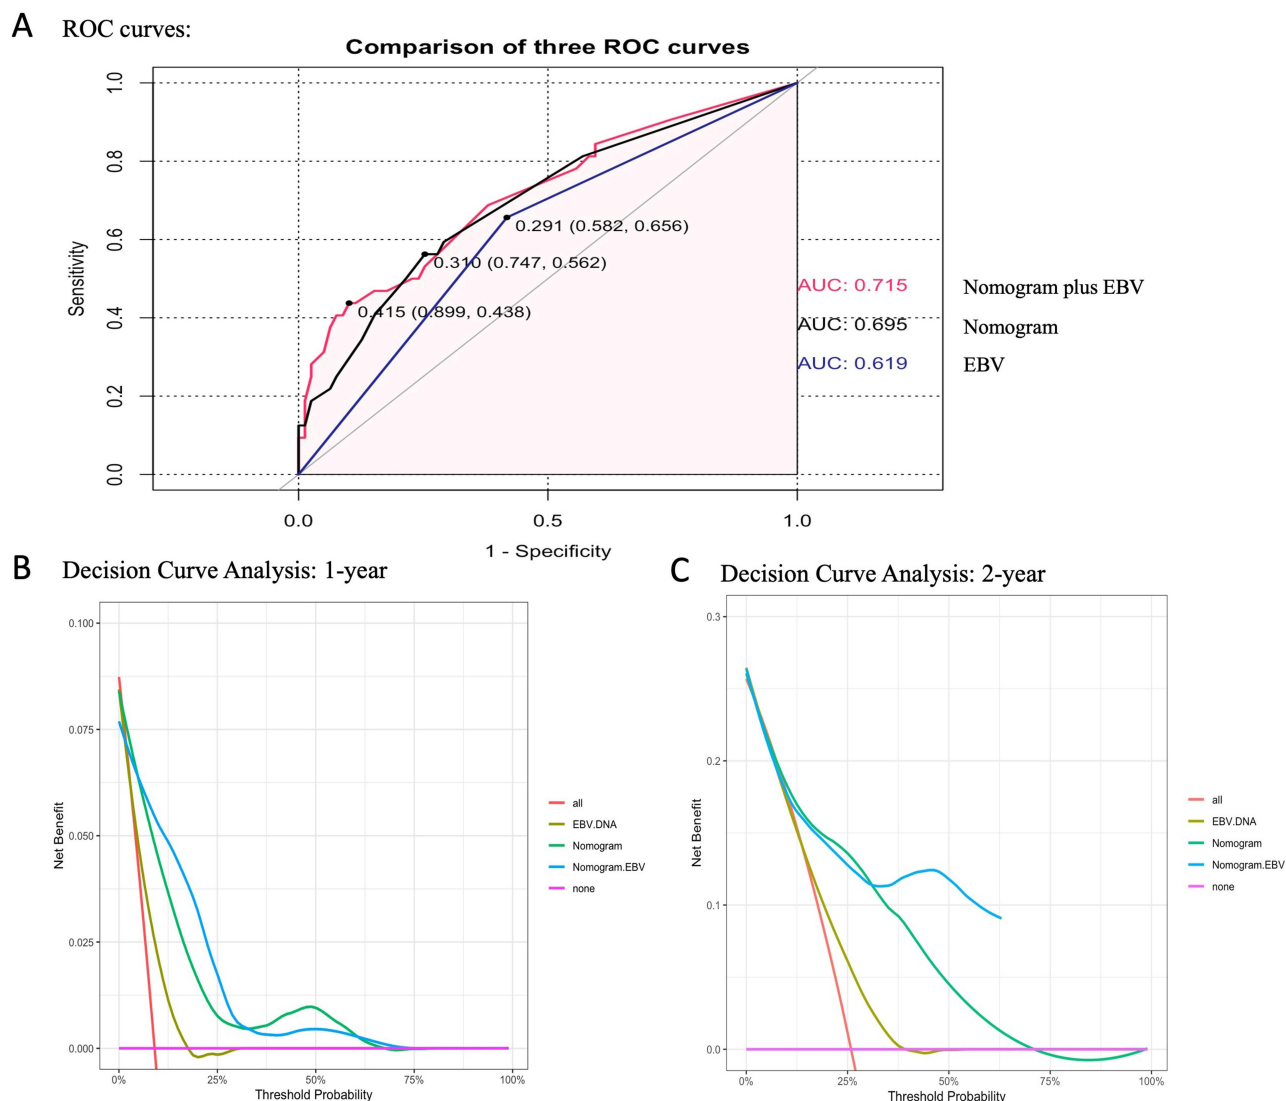 A ROC curves:
Comparison of three ROC curves
Sensitivity
1.0
0.8
0.6
0.4
0.2
0.0
0.291 (0.582, 0.656)
0.310 (0.747, 0.562)
0.415 (0.899, 0.438)
AUC: 0.715 Nomogram plus EBV
AUC: 0.695 Nomogram
AUC: 0.619 EBV
0.0 0.5 1.0
1 - Specificity
B Decision Curve Analysis: 1-year
Net Benefit
0.100
0.075
0.050
0.025
0.000
0% 25% 50% 75% 100%
Threshold Probability
all
EBV.DNA
Nomogram
Nomogram.EBV
none
C Decision Curve Analysis: 2-year
Net Benefit
0.3
0.2
0.1
0.0
0% 25% 50% 75% 100%
Threshold Probability
all
EBV.DNA
Nomogram
Nomogram.EBV
none